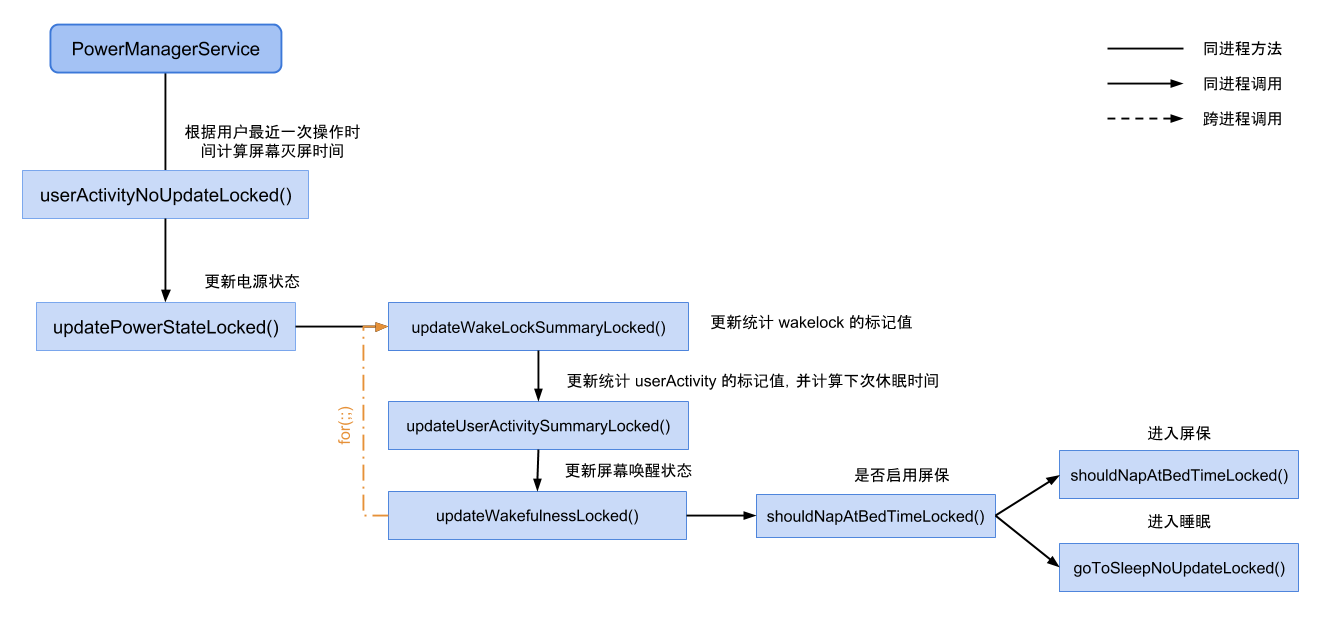 PowerManagerService
同进程方法
同进程调用
跨进程调用
根据用户最近一次操作时
间计算屏幕灭屏时间
userActivityNoUpdateLocked()
更新电源状态
updatePowerStateLocked()
updateWakeLockSummaryLocked()
更新统计 wakelock 的标记值
更新统计 userActivity 的标记值, 并计算下次休眠时间
for(;;)
updateUserActivitySummaryLocked()
更新屏幕唤醒状态
updateWakefulnessLocked()
是否启用屏保
shouldNapAtBedTimeLocked()
进入屏保
shouldNapAtBedTimeLocked()
进入睡眠
goToSleepNoUpdateLocked()